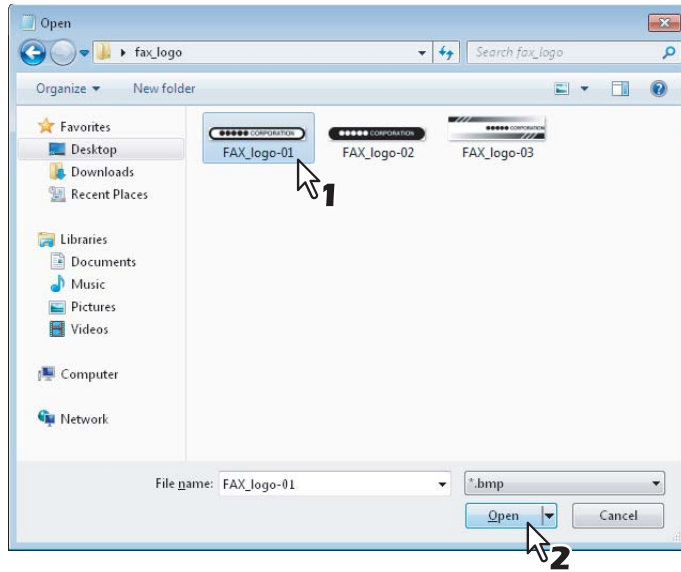 Open
fax_logo
Search fax_logo
Organize
New folder
Favorites
Desktop
Downloads
Recent Places
Libraries
Documents
Music
Pictures
Videos
Computer
Network
CORPORATION
CORPORATION
CORPORATION
FAX_logo-01
FAX_logo-02
FAX_logo-03
1
File name:
FAX_logo-01
*.bmp
Open
Cancel
2